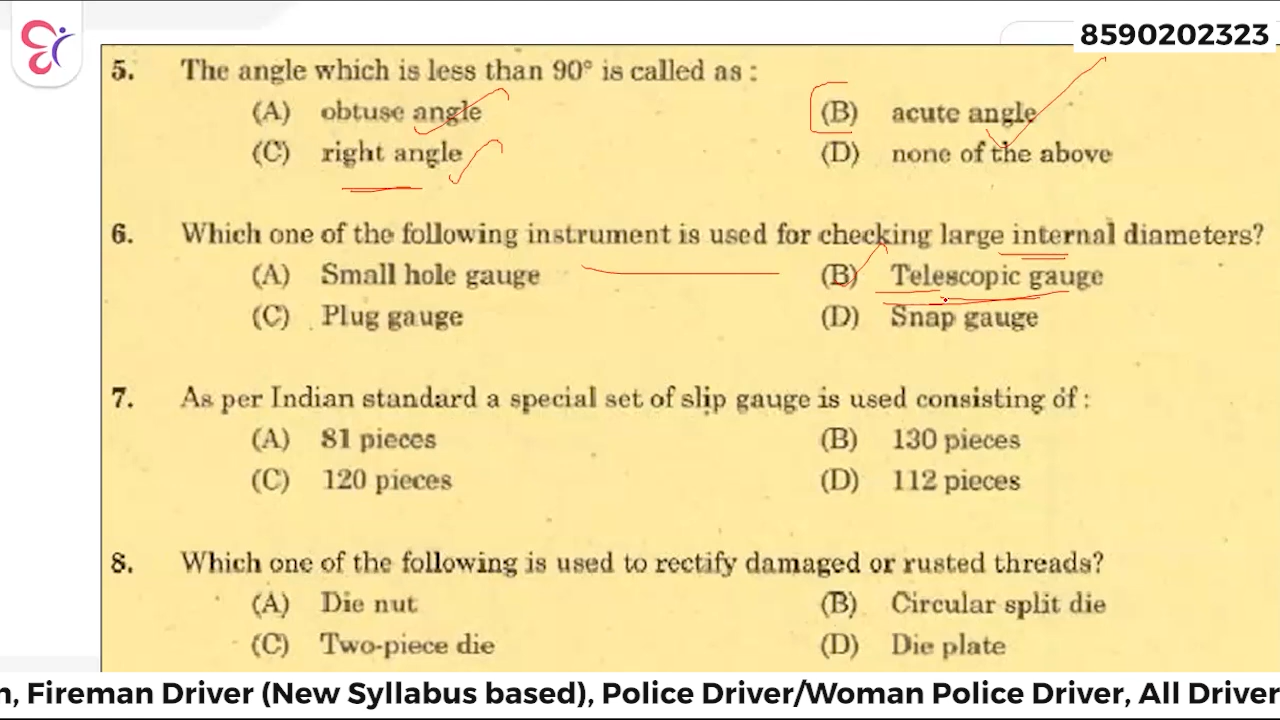 8590202323
5. The angle which is less than 90° is called as :
(A) obtuse angle (B) acute angle
(C) right angle (D) none of the above
6. Which one of the following instrument is used for checking large internal diameters?
(A) Small hole gauge (B) Telescopic gauge
(C) Plug gauge (D) Snap gauge
7. As per Indian standard a special set of slip gauge is used consisting of :
(A) 81 pieces (B) 130 pieces
(C) 120 pieces (D) 112 pieces
8. Which one of the following is used to rectify damaged or rusted threads?
(A) Die nut (B) Circular split die
(C) Two-piece die (D) Die plate
, Fireman Driver (New Syllabus based), Police Driver/Woman Police Driver, All Driver